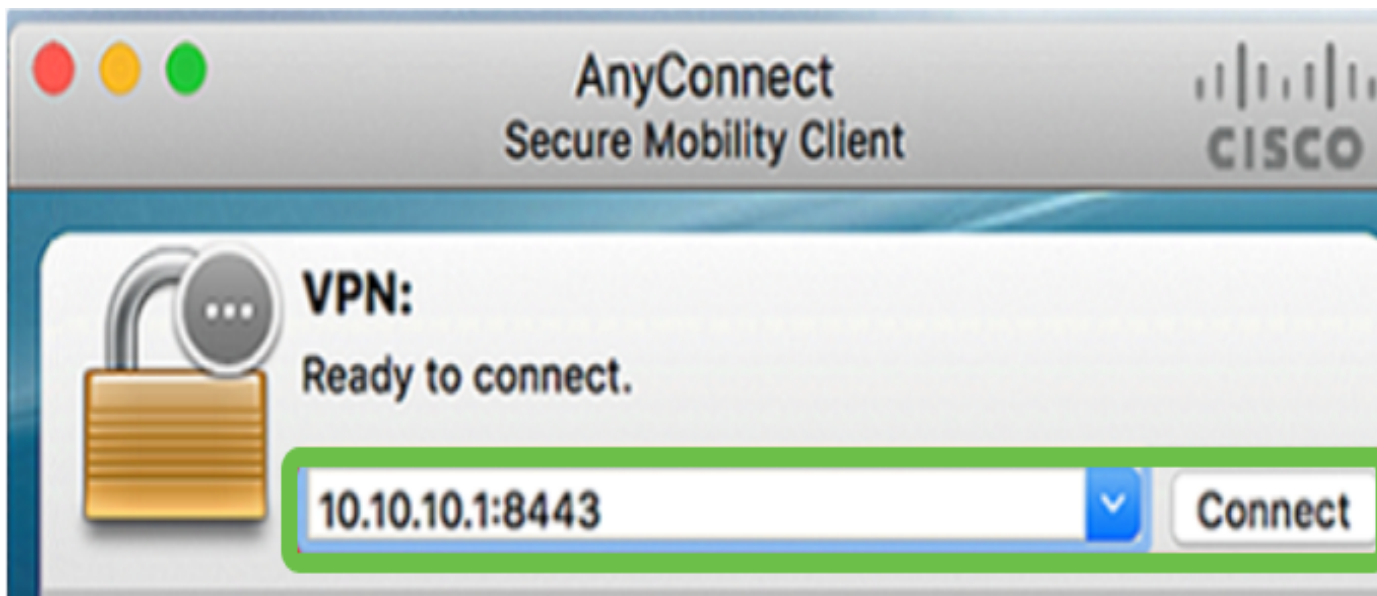 AnyConnect
Secure Mobility Client
CISCO
VPN:
Ready to connect.
10.10.10.1:8443
Connect